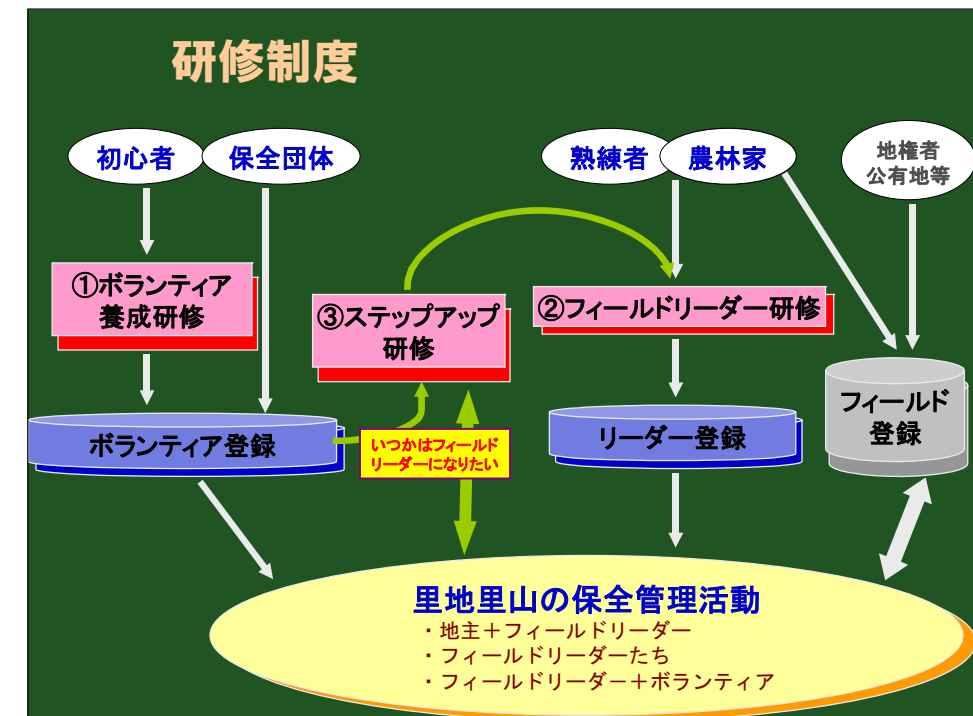 研修制度
初心者
保全団体
熟練者
農林家
地権者
公有地等
①ボランティア
養成研修
③ステップアップ
研修
②フィールドリーダー研修
フィールド
登録
ボランティア登録
いつかはフィールド
リーダーになりたい
リーダー登録
里地里山の保全管理活動
・地主＋フィールドリーダー
・フィールドリーダーたち
・フィールドリーダー＋ボランティア